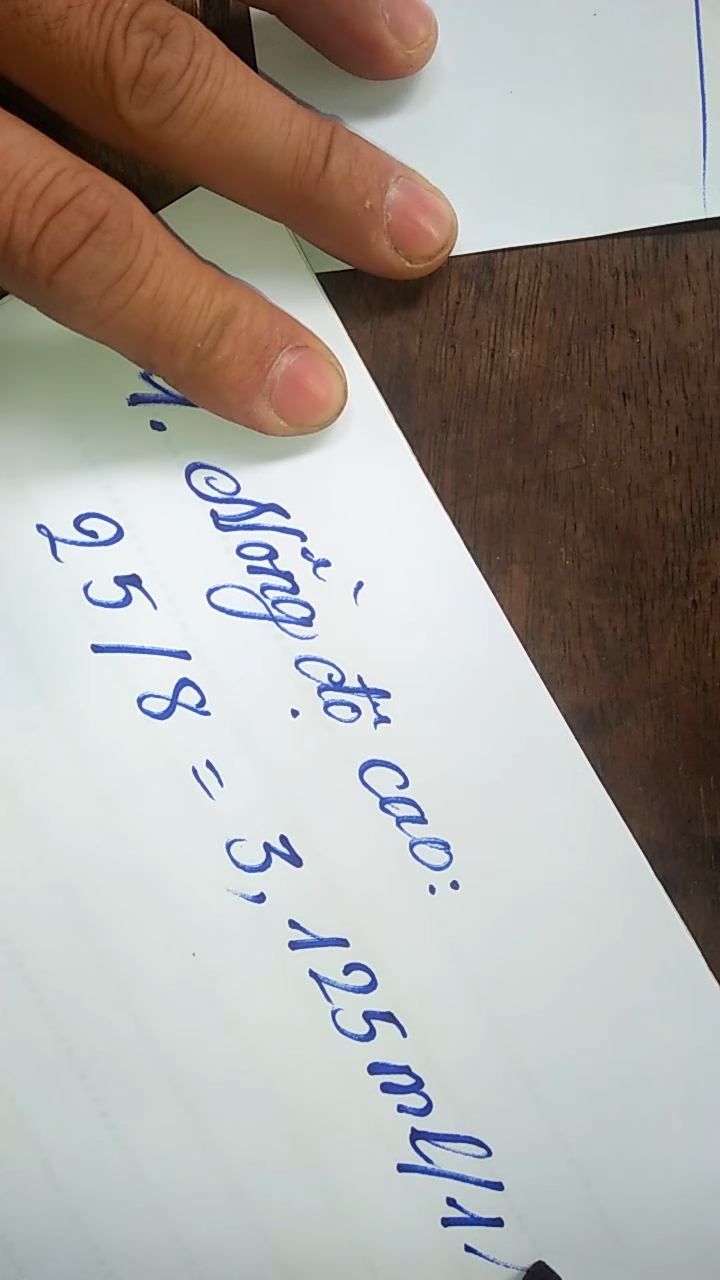 1. Nồng độ cao:
25/8 = 3,125ml/1